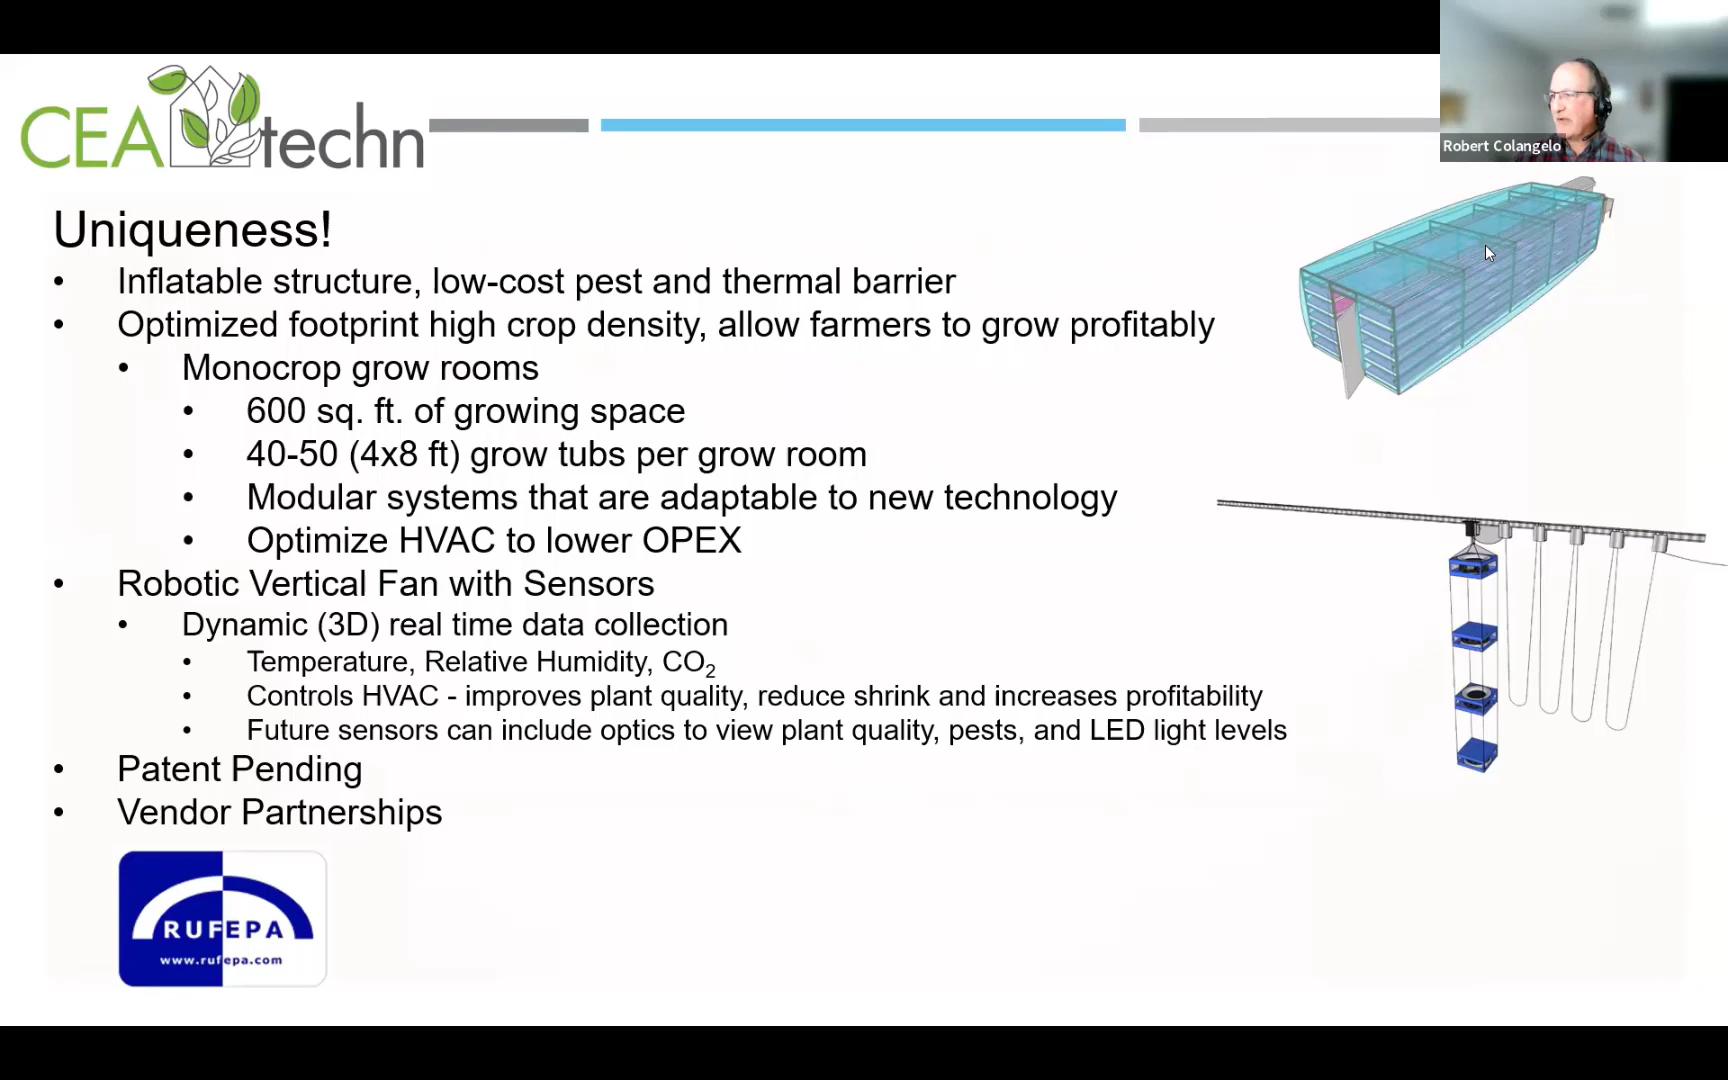 Robert Colangelo
CEA techn
Uniqueness!
• Inflatable structure, low-cost pest and thermal barrier
• Optimized footprint high crop density, allow farmers to grow profitably
• Monocrop grow rooms
• 600 sq. ft. of growing space
• 40-50 (4x8 ft) grow tubs per grow room
• Modular systems that are adaptable to new technology
• Optimize HVAC to lower OPEX
• Robotic Vertical Fan with Sensors
• Dynamic (3D) real time data collection
• Temperature, Relative Humidity, CO₂
• Controls HVAC - improves plant quality, reduce shrink and increases profitability
• Future sensors can include optics to view plant quality, pests, and LED light levels
• Patent Pending
• Vendor Partnerships
RUFEPA
www.rufepa.com